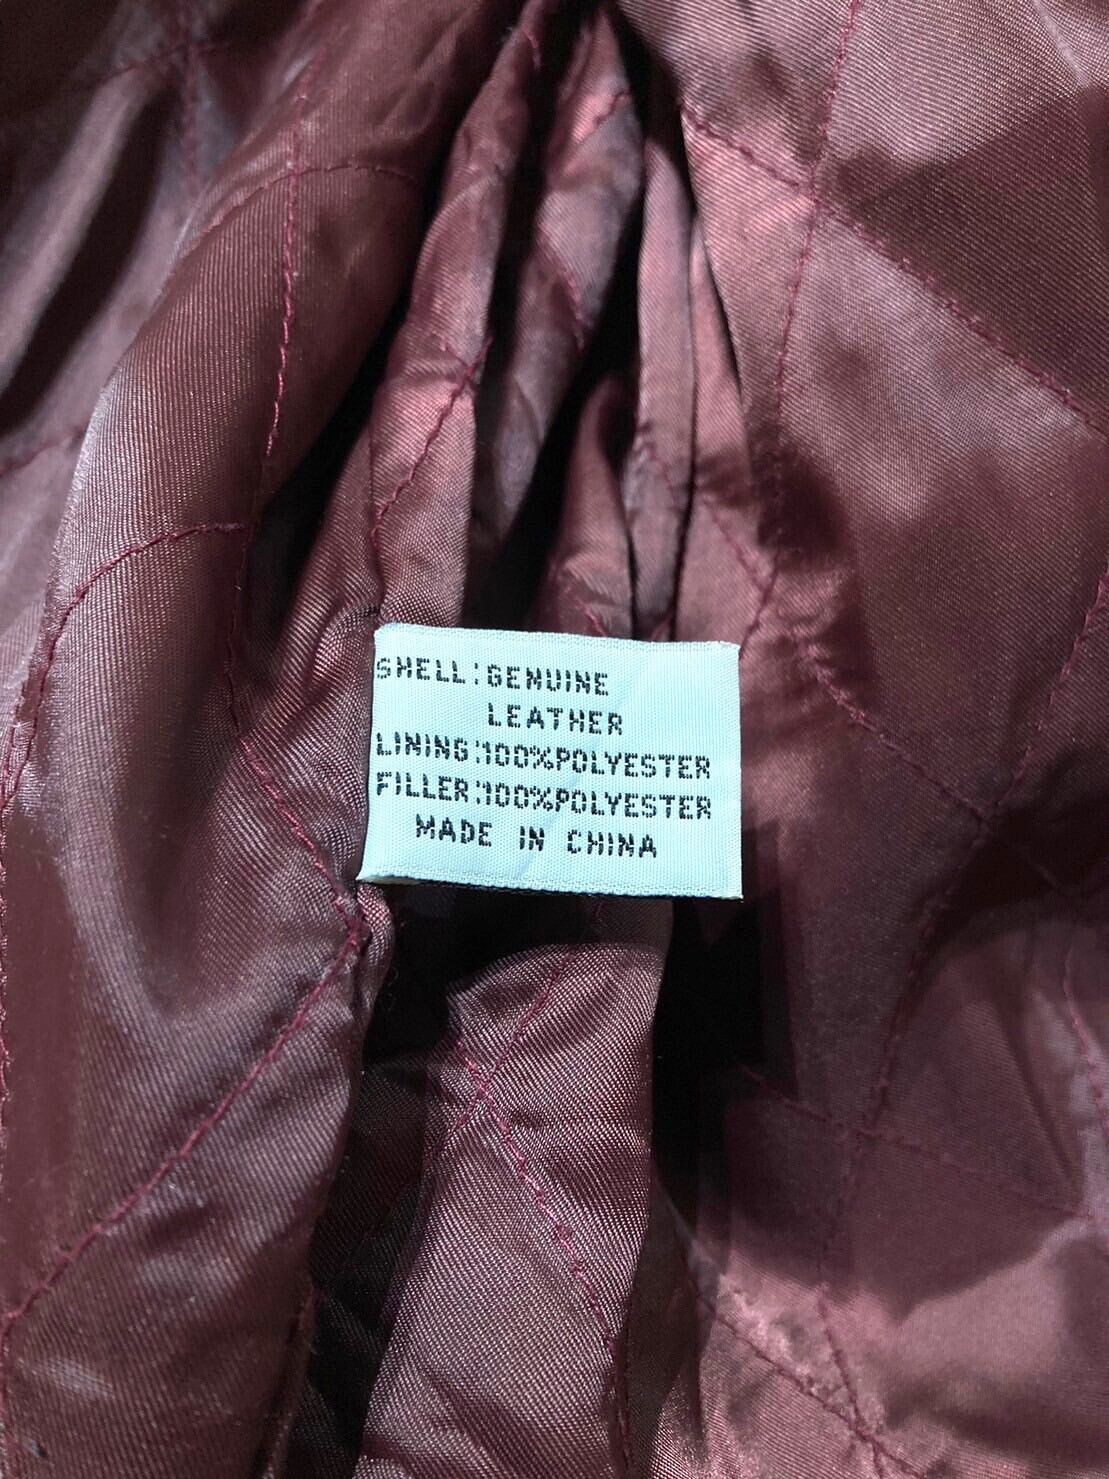 SHELL:GENUINE
LEATHER
LINING:100%POLYESTER
FILLER:100%POLYESTER
MADE IN CHINA